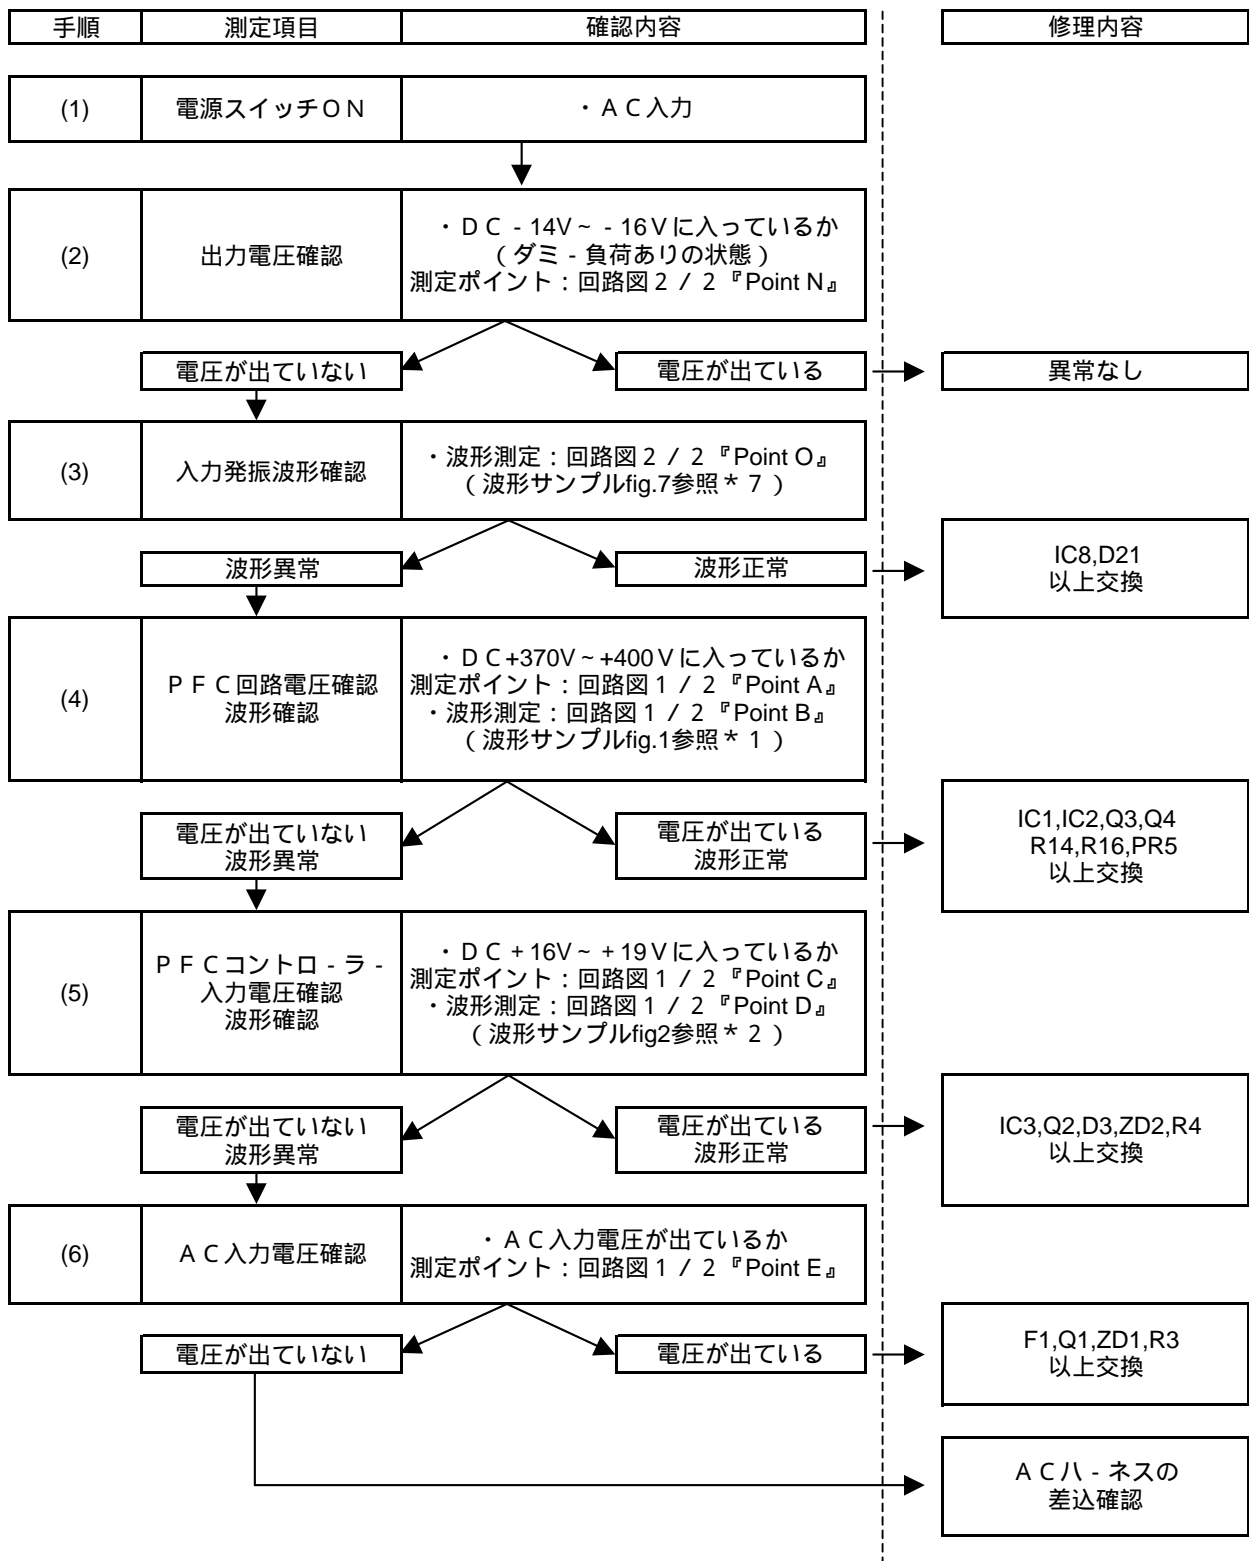 手順 測定項目 確認内容 修理内容
(1) 電源スイッチＯＮ ・ＡＣ入力
(2) 出力電圧確認
・ＤＣ‐14V～‐16Ｖに入っているか
（ダミ‐負荷ありの状態）
測定ポイント：回路図２／２『Point N』
電圧が出ていない 電圧が出ている 異常なし
(3) 入力発振波形確認
・波形測定：回路図２／２『Point O』
（波形サンプルfig.7参照＊７）
波形異常 波形正常
IC8,D21
以上交換
(4)
ＰＦＣ回路電圧確認
波形確認
・ＤＣ+370V～+400Ｖに入っているか
測定ポイント：回路図１／２『Point A』
・波形測定：回路図１／２『Point B』
（波形サンプルfig.1参照＊１）
電圧が出ていない
波形異常
電圧が出ている
波形正常
IC1,IC2,Q3,Q4
R14,R16,PR5
以上交換
(5)
ＰＦＣコントロ‐ラ‐
入力電圧確認
波形確認
・ＤＣ＋16V～＋19Ｖに入っているか
測定ポイント：回路図１／２『Point C』
・波形測定：回路図１／２『Point D』
（波形サンプルfig2参照＊２）
電圧が出ていない
波形異常
電圧が出ている
波形正常
IC3,Q2,D3,ZD2,R4
以上交換
(6) ＡＣ入力電圧確認
・ＡＣ入力電圧が出ているか
測定ポイント：回路図１／２『Point E』
電圧が出ていない 電圧が出ている
F1,Q1,ZD1,R3
以上交換
ＡＣハ‐ネスの
差込確認